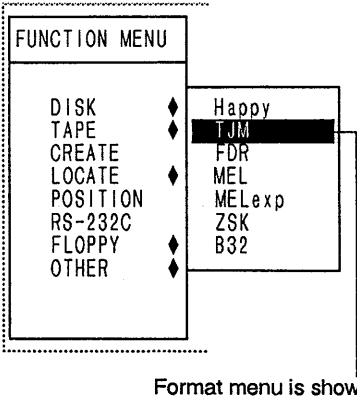 FUNCTION MENU
DISK ♦
TAPE ♦
CREATE
LOCATE ♦
POSITION
RS-232C
FLOPPY ♦
OTHER ♦
Happy
TJM
FDR
MEL
MELexp
ZSK
B32
Format menu is show